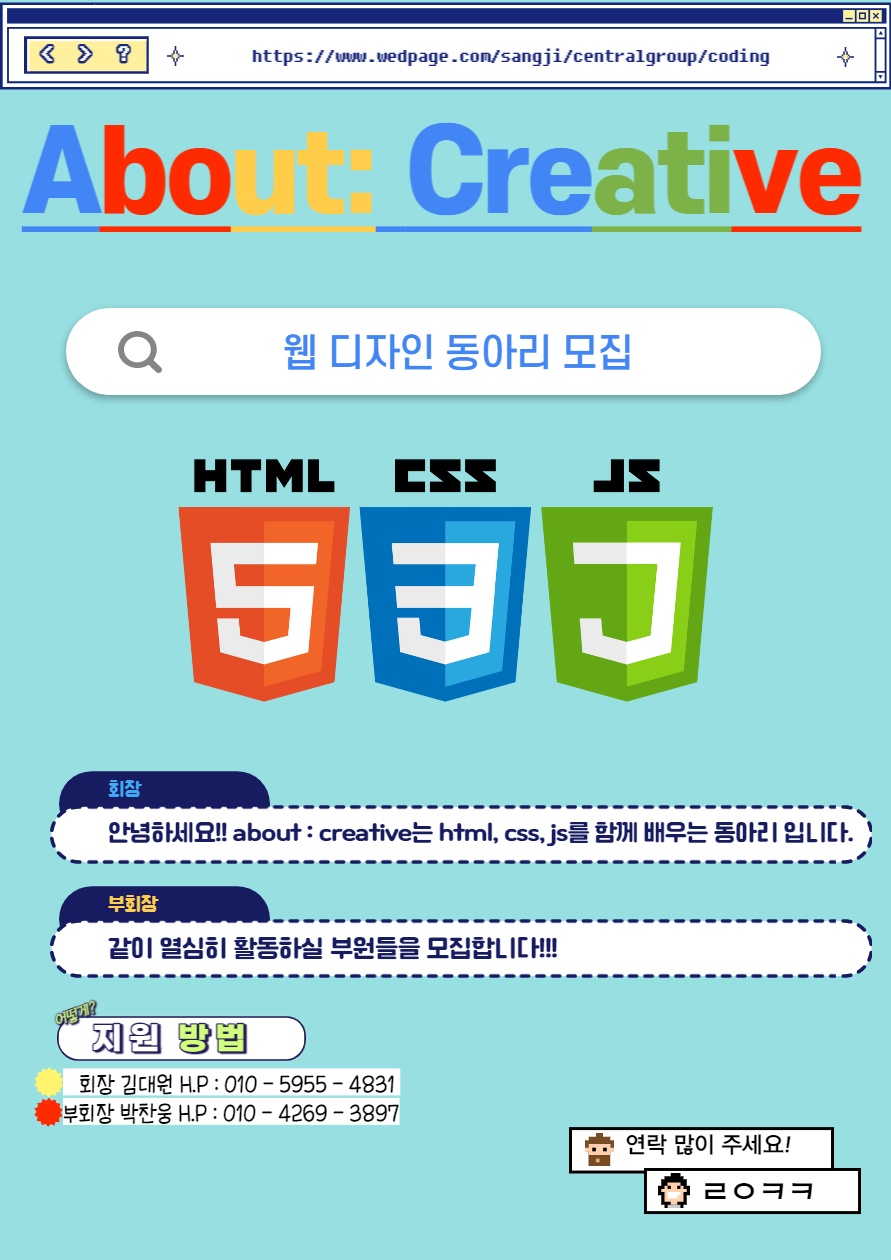 https://www.wedpage.com/sangji/centralgroup/coding
About: Creative
웹 디자인 동아리 모집
HTML CSS JS
5 3 J
회장
안녕하세요!! about : creative는 html, css, js를 함께 배우는 동아리 입니다.
부회장
같이 열심히 활동하실 부원들을 모집합니다!!!
어떻게?
지원 방법
회장 김대원 H.P : 010 - 5955 - 4831
부회장 박찬웅 H.P : 010 - 4269 - 3897
연락 많이 주세요!
ㄹㅇㅋㅋ